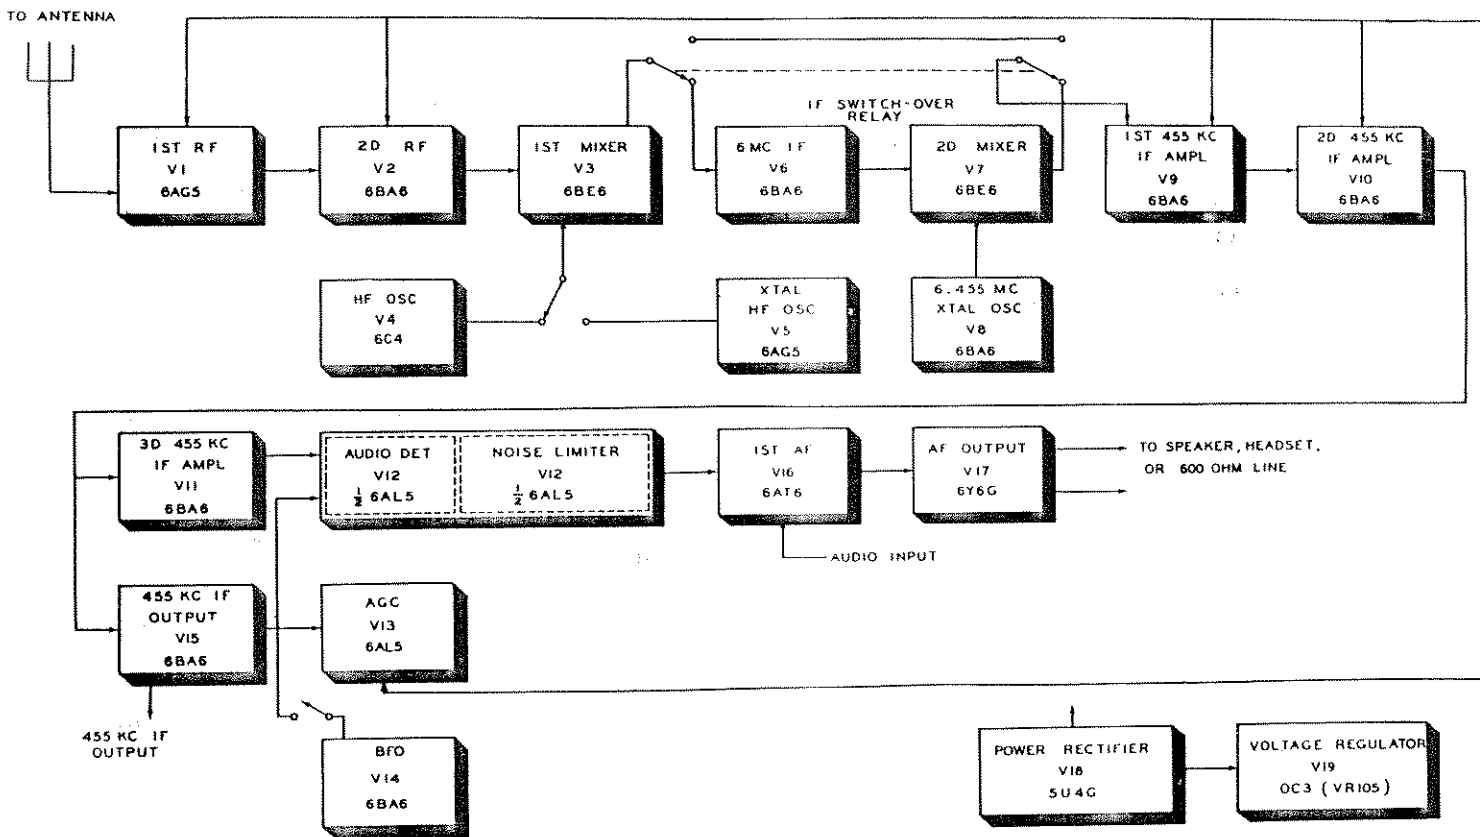 TO ANTENNA
IF SWITCH-OVER
RELAY
1ST RF
V1
6AG5
2D RF
V2
6BA6
1ST MIXER
V3
6BE6
6MC IF
V6
6BA6
2D MIXER
V7
6BE6
1ST 455 KC
IF AMPL
V9
6BA6
2D 455 KC
IF AMPL
V10
6BA6
HF OSC
V4
6C4
XTAL
HF OSC
V5
6AG5
6.455 MC
XTAL OSC
V8
6BA6
3D 455 KC
IF AMPL
V11
6BA6
AUDIO DET
V12
1/2 6AL5
NOISE LIMITER
V12
1/2 6AL5
1ST AF
V16
6AT6
AF OUTPUT
V17
6Y6G
TO SPEAKER, HEADSET,
OR 600 OHM LINE
AUDIO INPUT
455 KC IF
OUTPUT
V15
6BA6
AGC
V13
6AL5
455 KC IF
OUTPUT
BFO
V14
6BA6
POWER RECTIFIER
V18
5U4G
VOLTAGE REGULATOR
V19
OC3 (VR105)